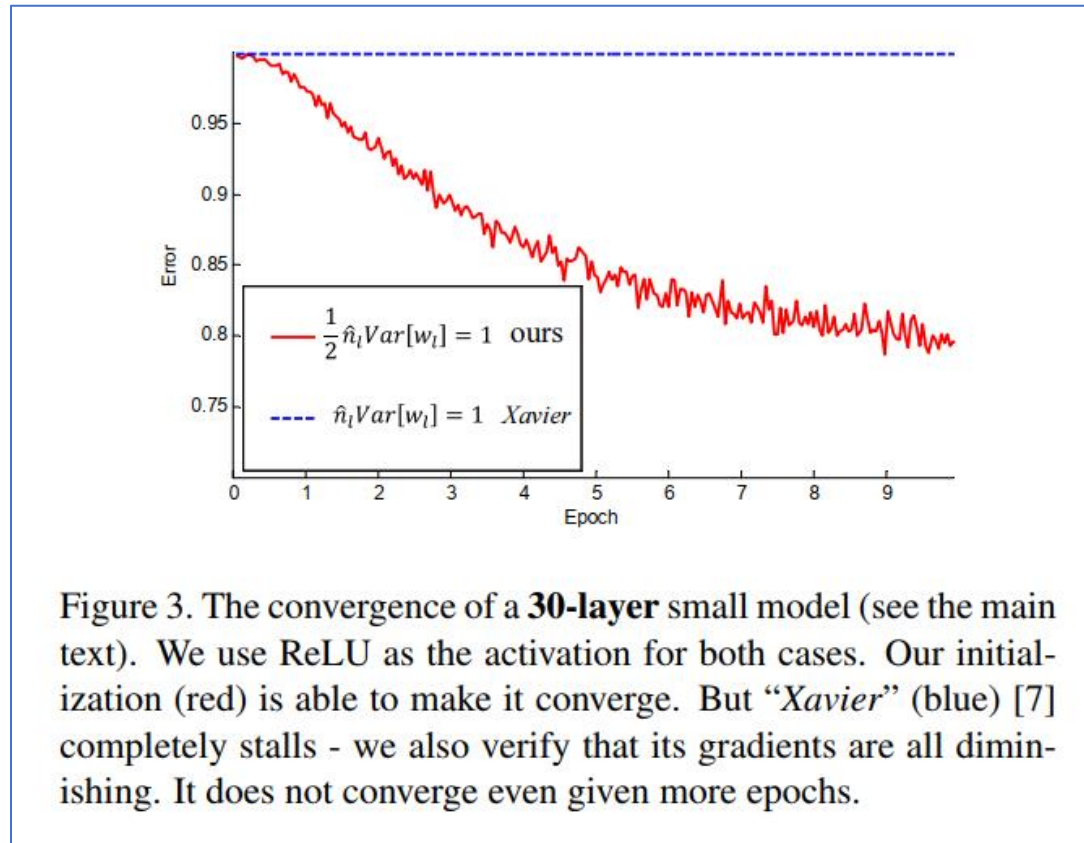 0.95
0.9
0.85
0.8
0.75
Error
1/2 n̂ₗVar[wₗ] = 1 ours
n̂ₗVar[wₗ] = 1 Xavier
0 1 2 3 4 5 6 7 8 9
Epoch
Figure 3. The convergence of a 30-layer small model (see the main
text). We use ReLU as the activation for both cases. Our initial-
ization (red) is able to make it converge. But “Xavier” (blue) [7]
completely stalls - we also verify that its gradients are all dimin-
ishing. It does not converge even given more epochs.